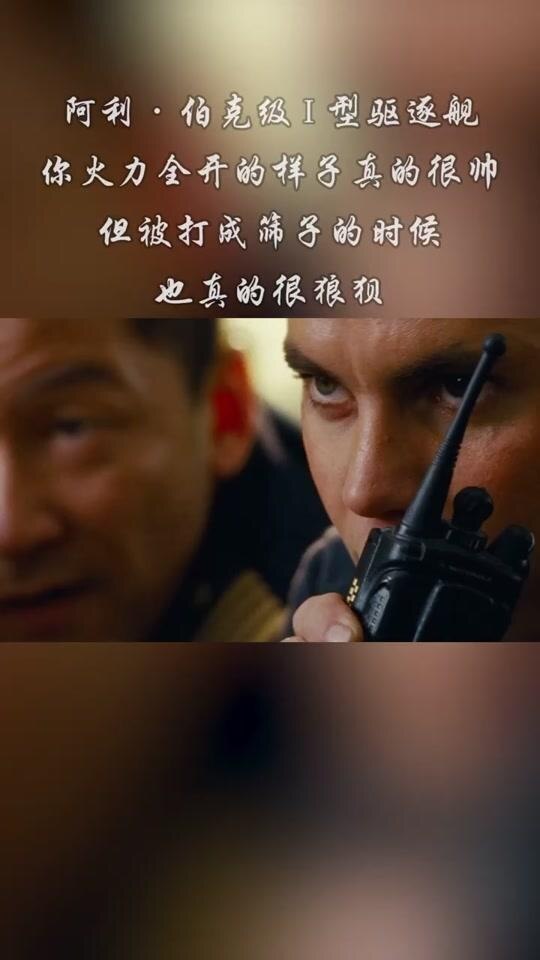 阿利·伯克级Ⅰ型驱逐舰
你火力全开的样子真的很帅
但被打成筛子的时候
也真的很狼狈